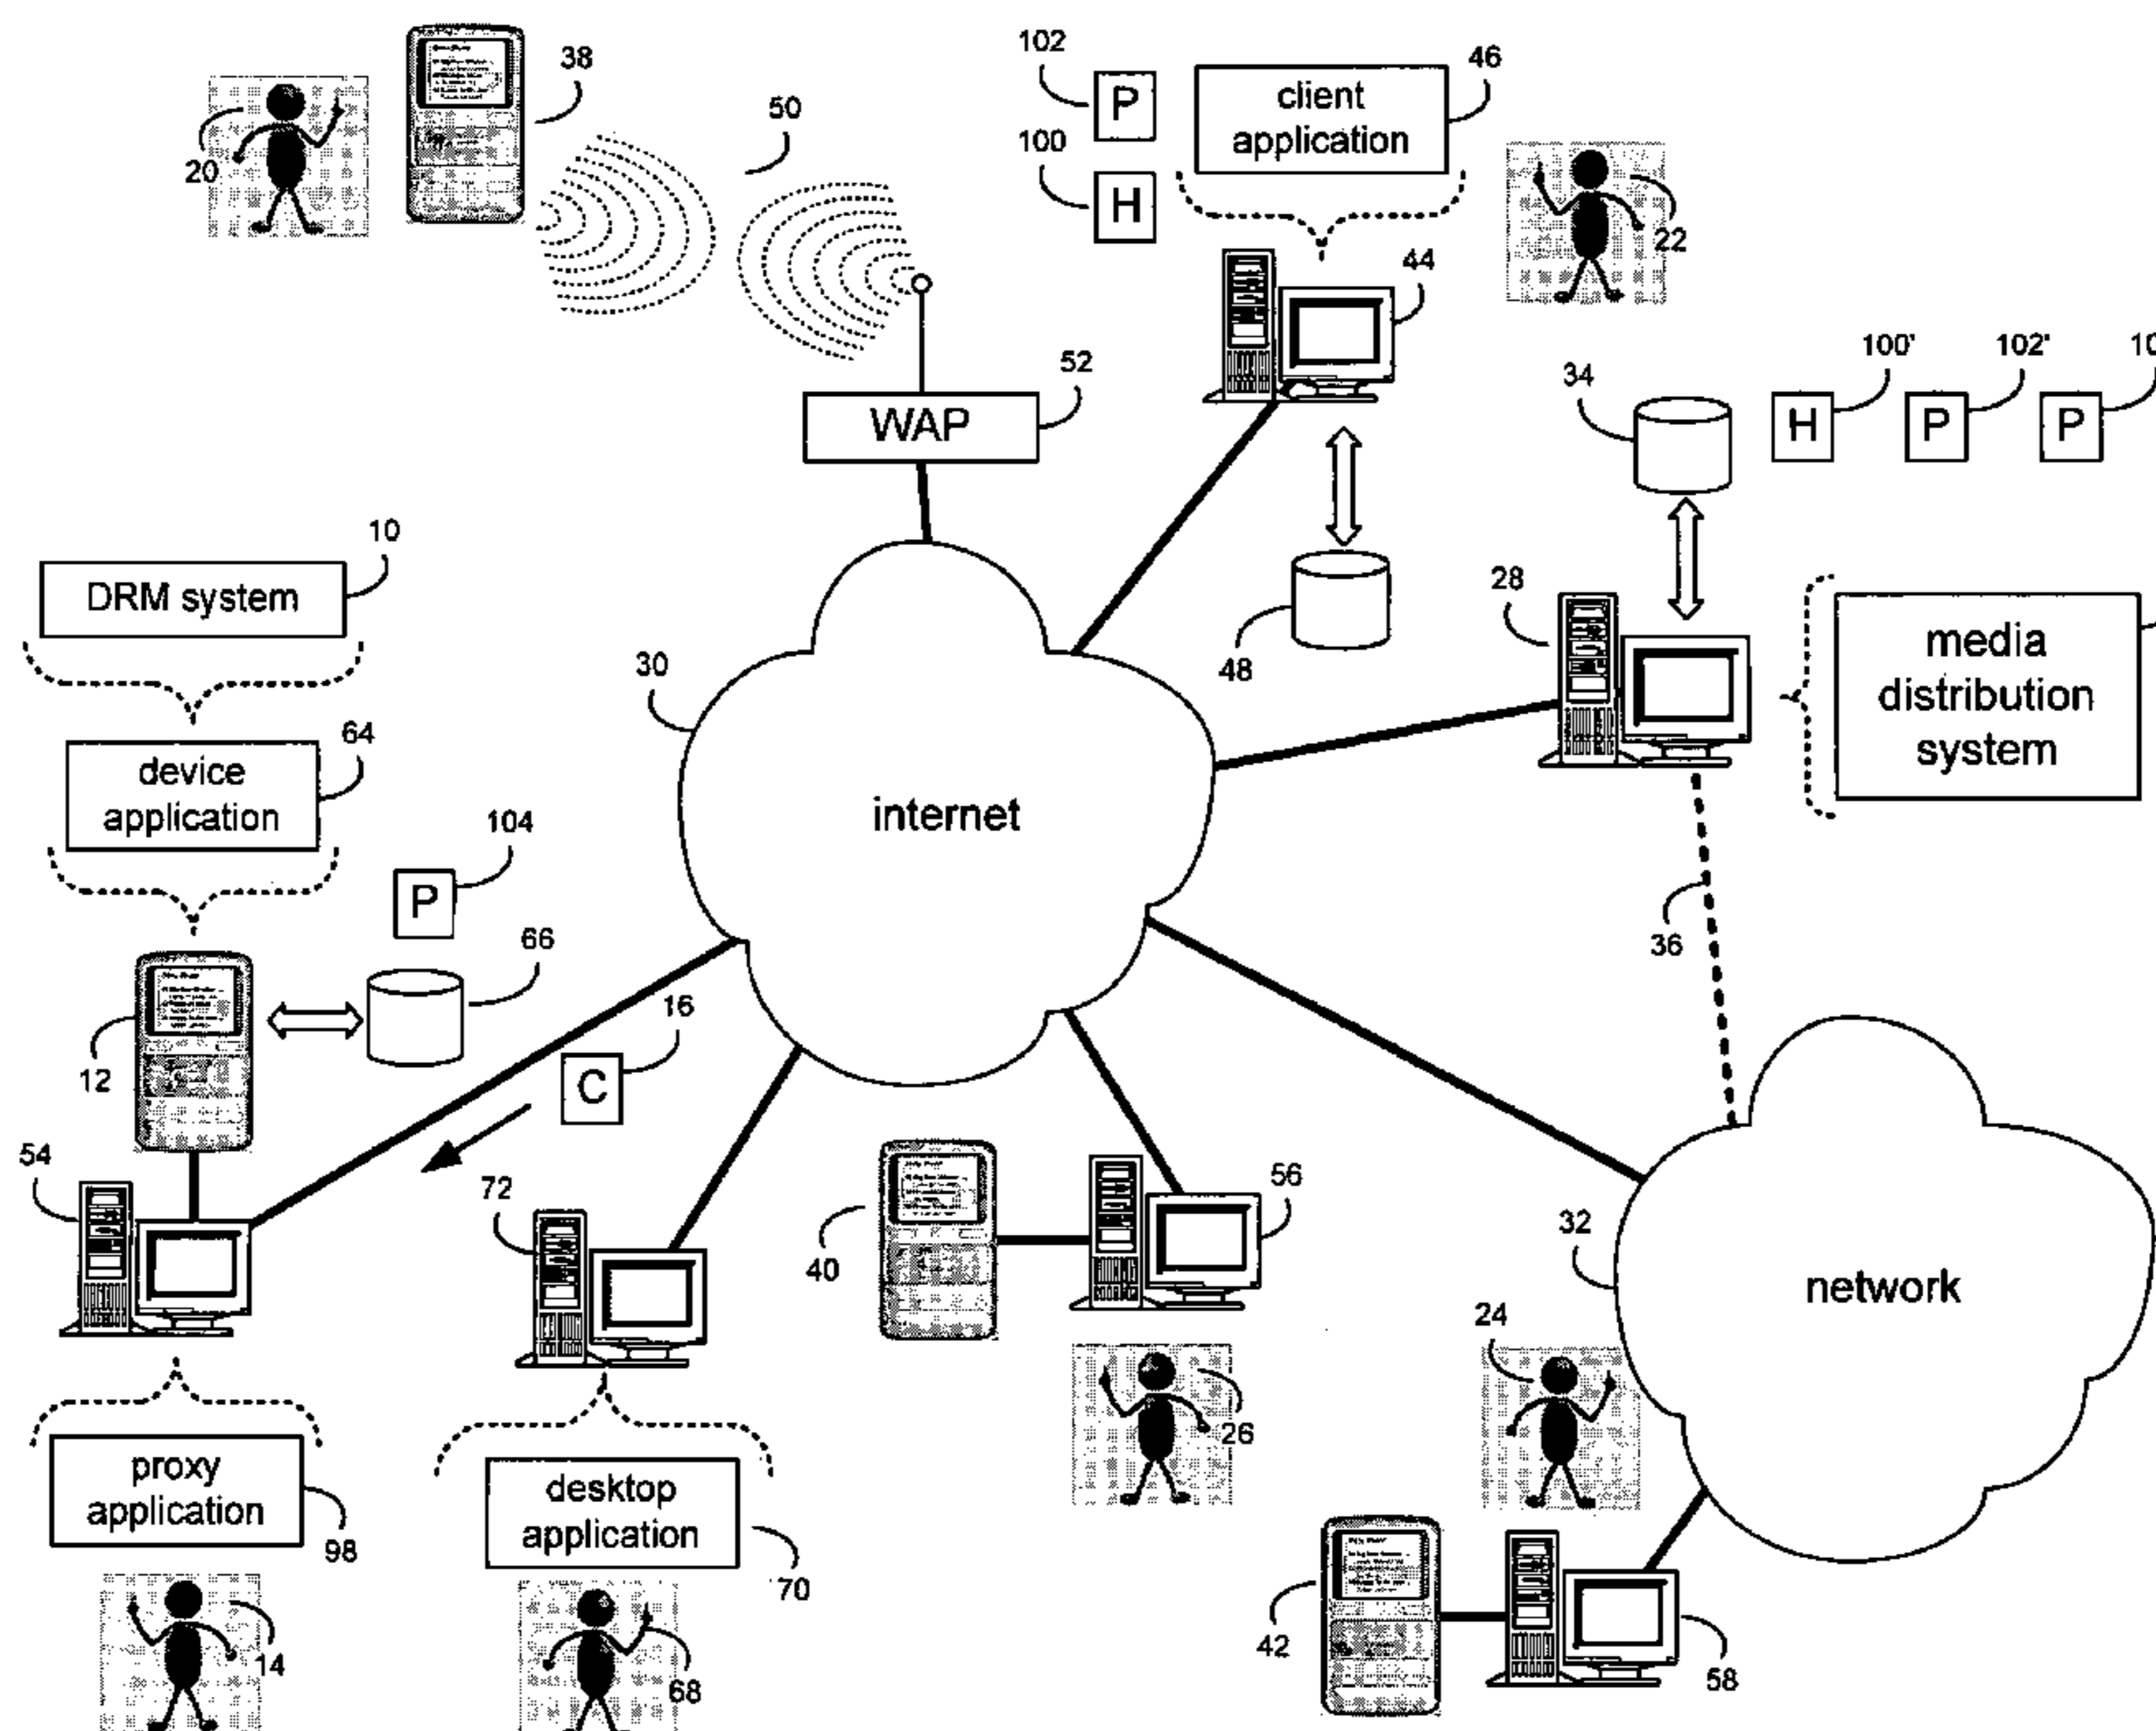 38
50
20
102
P
100
H
client
application
46
22
44
WAP
52
34
100'
102'
H
P
P
48
28
media
distribution
system
36
DRM system
10
device
application
64
P
104
66
12
30
internet
C
16
54
72
40
56
26
32
network
24
42
58
proxy
application
98
14
desktop
application
70
68